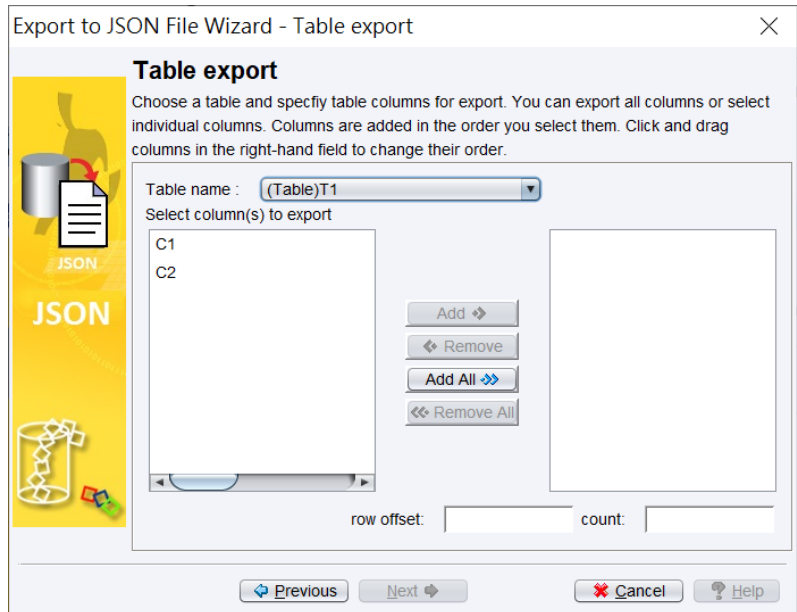 Export to JSON File Wizard - Table export
Table export
Choose a table and specfiy table columns for export. You can export all columns or select
individual columns. Columns are added in the order you select them. Click and drag
columns in the right-hand field to change their order.
Table name : (Table)T1
Select column(s) to export
C1
C2
JSON
JSON
Add
Remove
Add All
Remove All
row offset:
count:
Previous
Next
Cancel
Help